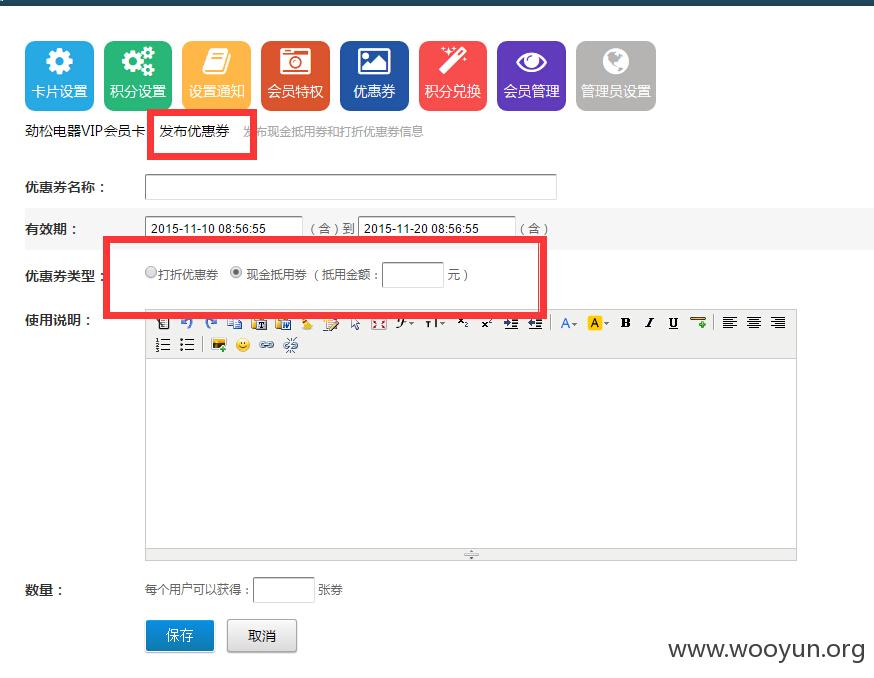 卡片设置 积分设置 设置通知 会员特权 优惠券 积分兑换 会员管理 管理员设置
劲松电器VIP会员卡 发布优惠券 发布现金抵用券和打折优惠券信息
优惠券名称：
有效期： 2015-11-10 08:56:55 （含）到 2015-11-20 08:56:55 （含）
优惠券类型： 打折优惠券 现金抵用券（抵用金额： 元）
使用说明：
数量： 每个用户可以获得： 张券
保存 取消
www.wooyun.org